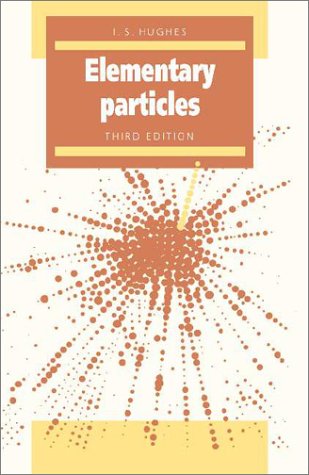 I. S. HUGHES
Elementary
particles
THIRD EDITION